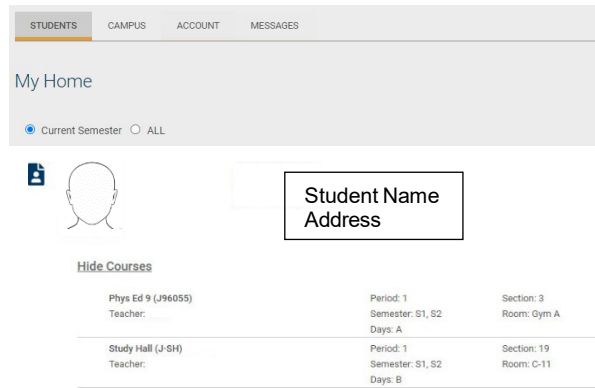 STUDENTS CAMPUS ACCOUNT MESSAGES
My Home
Current Semester ALL
Student Name
Address
Hide Courses
Phys Ed 9 (J96055) Period: 1 Section: 3
Teacher: Semester: S1, S2 Room: Gym A
Days: A
Study Hall (J-SH) Period: 1 Section: 19
Teacher: Semester: S1, S2 Room: C-11
Days: B